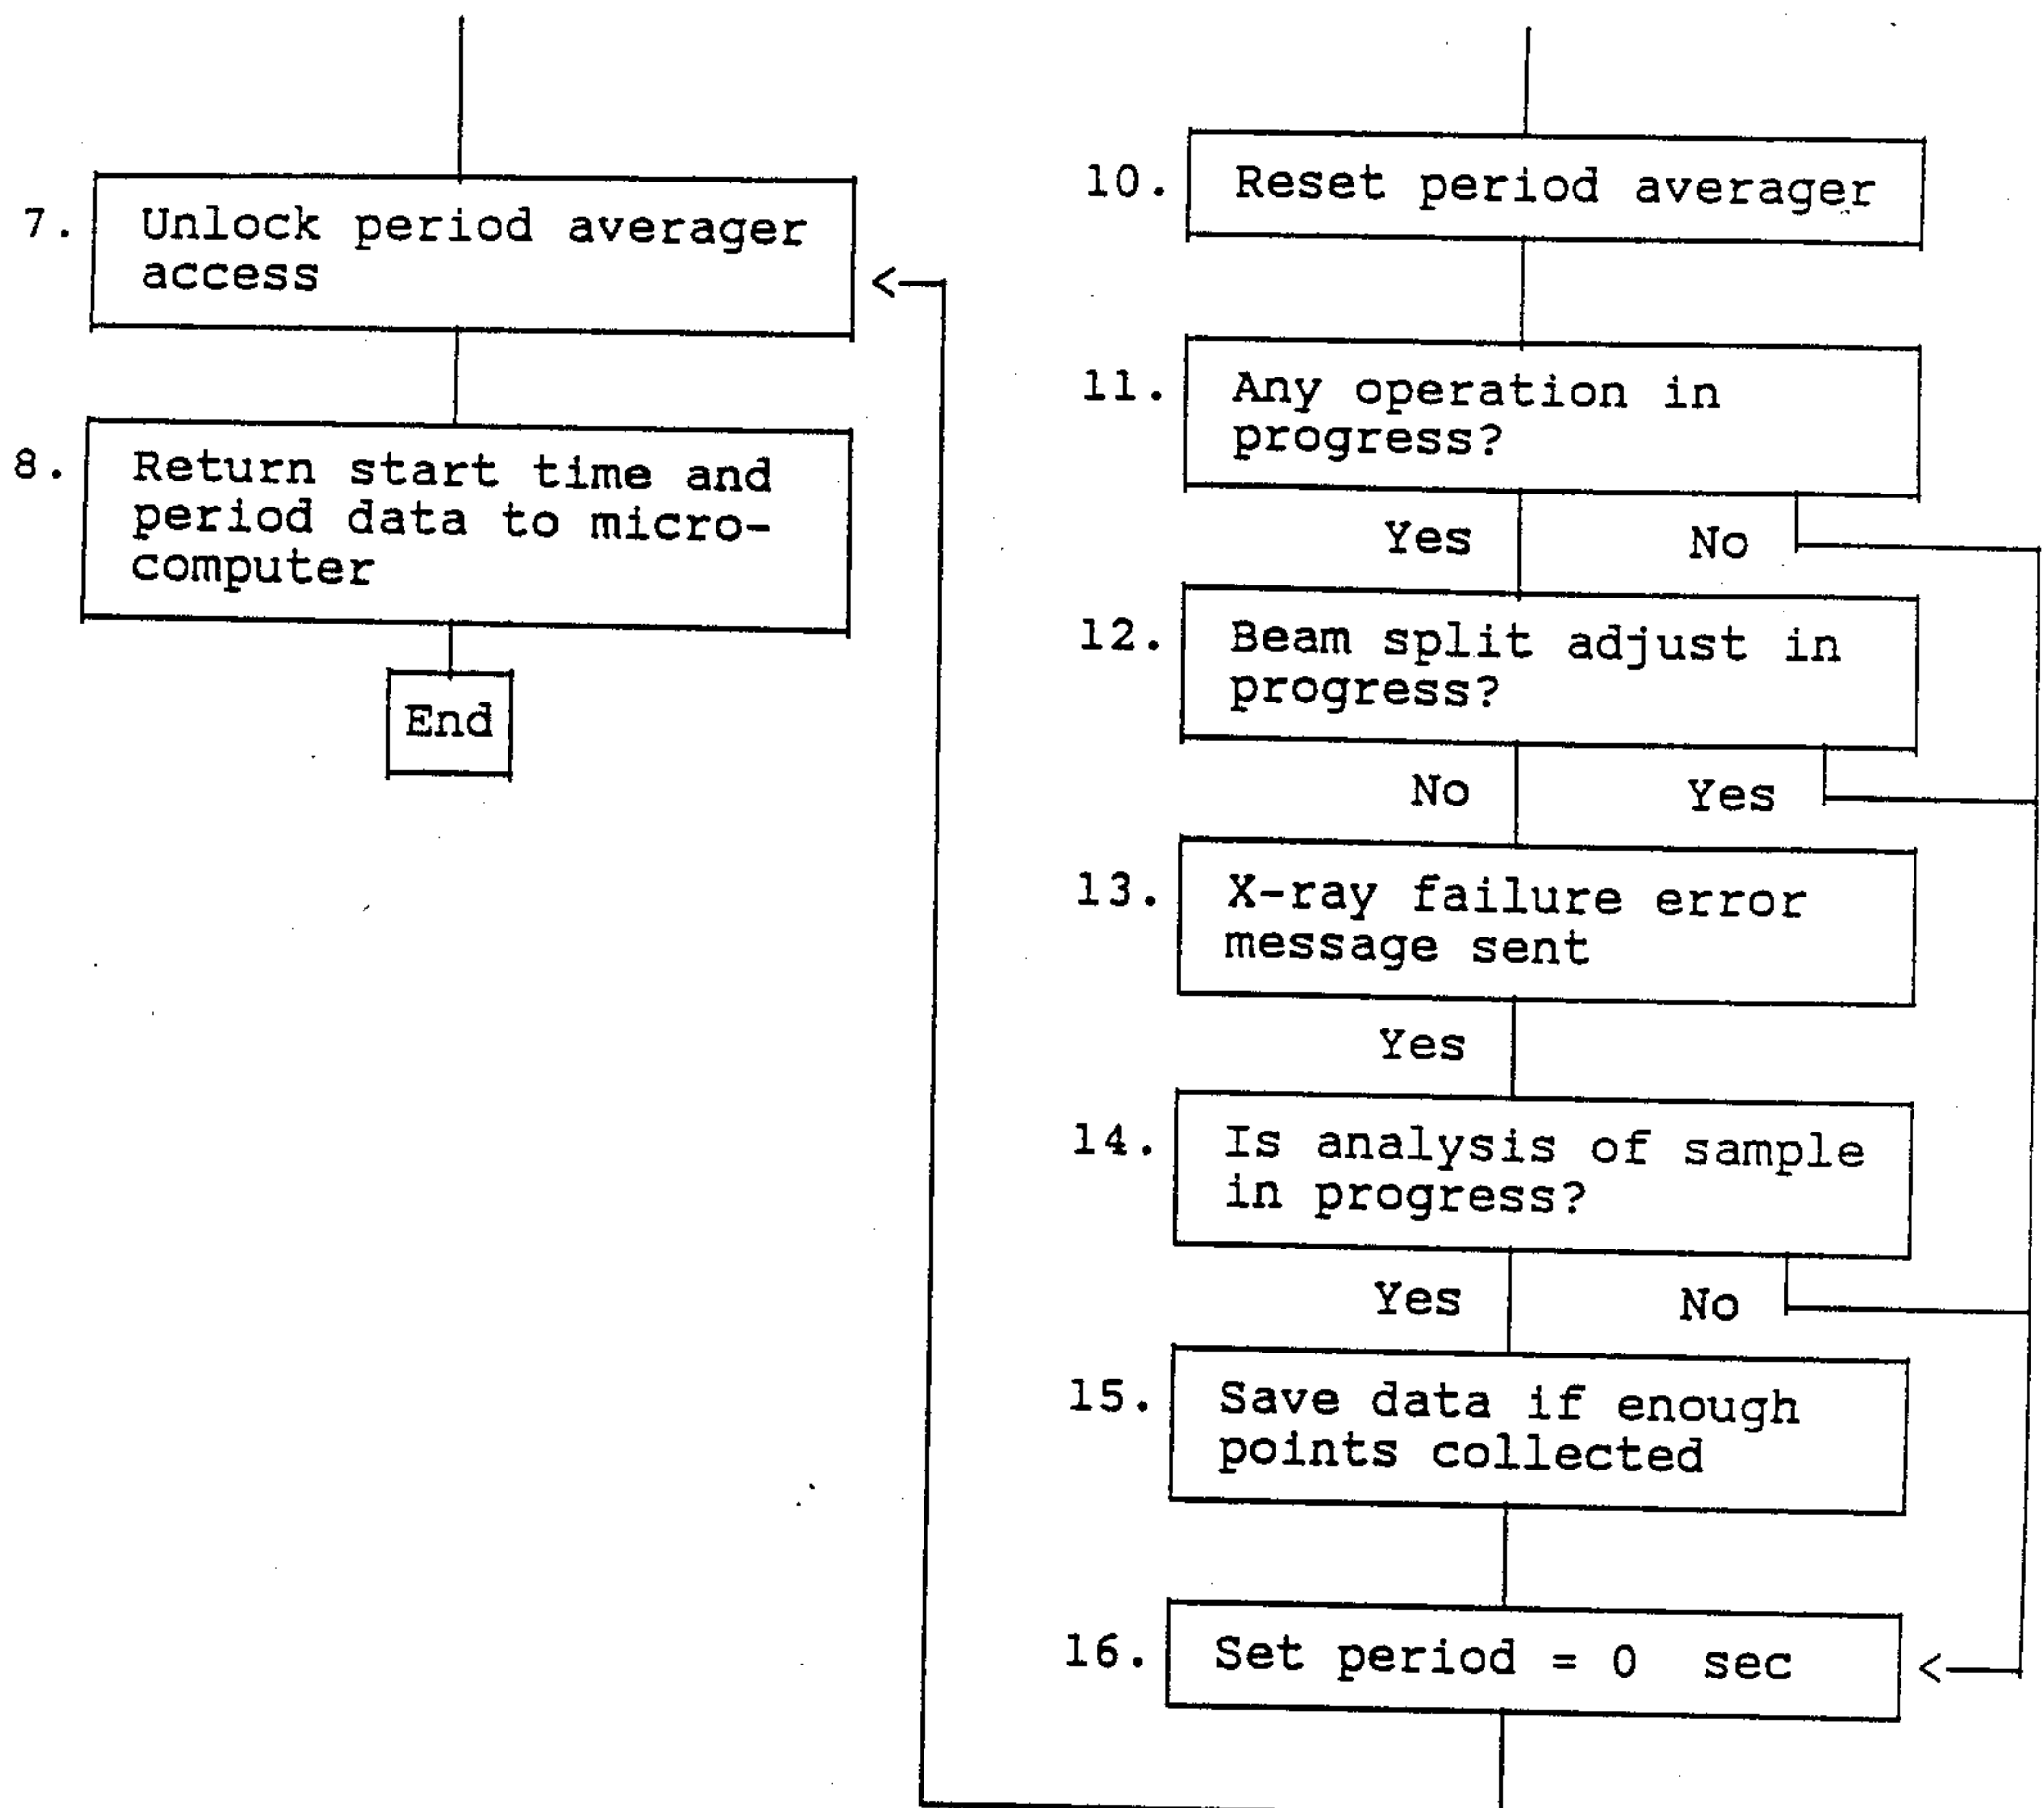 7. Unlock period averager
access
<
8. Return start time and
period data to micro-
computer
End
10. Reset period averager
11. Any operation in
progress?
Yes No
12. Beam split adjust in
progress?
No Yes
13. X-ray failure error
message sent
Yes
14. Is analysis of sample
in progress?
Yes No
15. Save data if enough
points collected
16. Set period = 0 sec
<